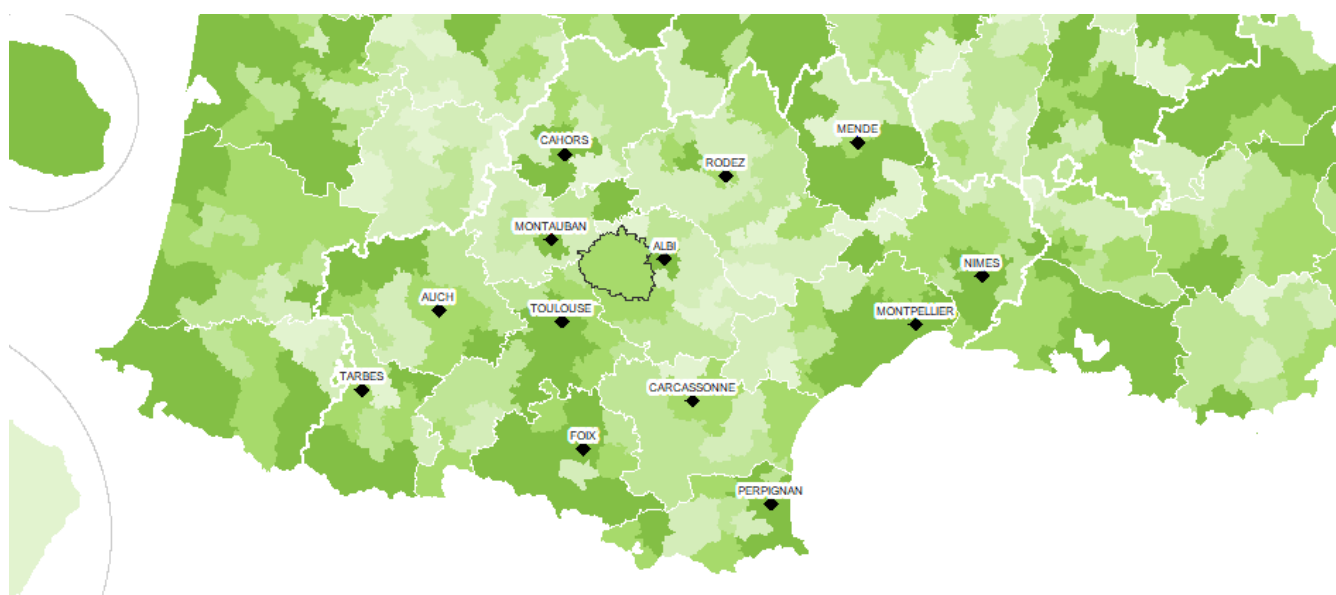 MENDE
CAHORS
RODEZ
MONTAUBAN
ALBI
NIMES
AUCH
TOULOUSE
MONTPELLIER
TARBES
CARCASSONNE
FOIX
PERPIGNAN